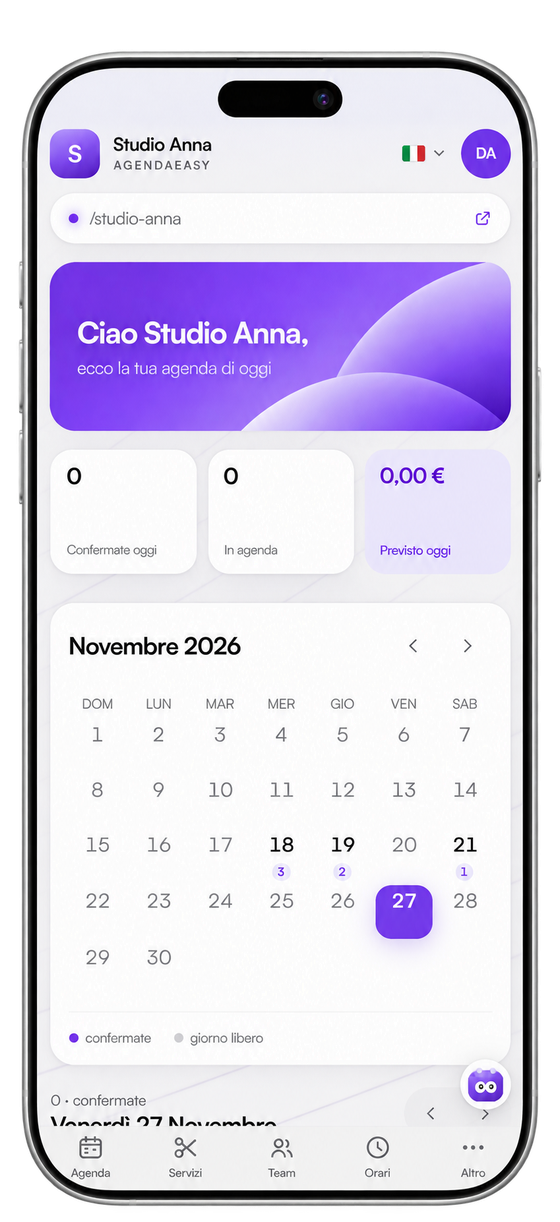 S
Studio Anna
AGENDAEASY
DA
/studio-anna
Ciao Studio Anna,
ecco la tua agenda di oggi
0
0
0,00 €
Confermate oggi
In agenda
Previsto oggi
Novembre 2026
DOM LUN MAR MER GIO VEN SAB
1 2 3 4 5 6 7
8 9 10 11 12 13 14
15 16 17 18 19 20 21
3 2 1
22 23 24 25 26 27 28
29 30
confermate giorno libero
0 · confermate
Venerdì 27 Novembre
Agenda Servizi Team Orari Altro